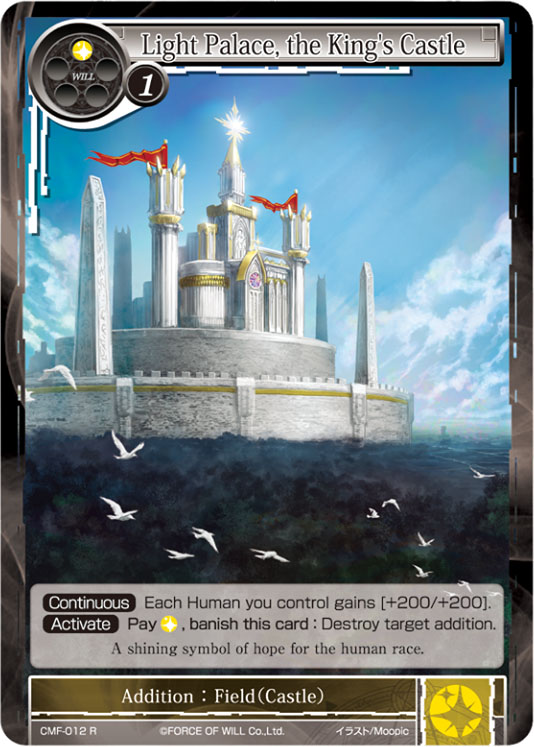 Light Palace, the King's Castle
WILL
1
Continuous Each Human you control gains [+200/+200].
Activate Pay , banish this card : Destroy target addition.
A shining symbol of hope for the human race.
Addition : Field(Castle)
CMF-012 R ©FORCE OF WILL Co.,Ltd. イラスト/Moopic